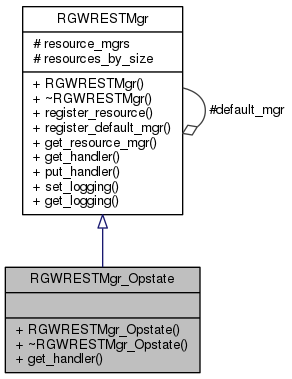 RGWRESTMgr
# resource_mgrs
# resources_by_size
+ RGWRESTMgr()
+ ~RGWRESTMgr()
+ register_resource()
+ register_default_mgr()
+ get_resource_mgr()
+ get_handler()
+ put_handler()
+ set_logging()
+ get_logging()
#default_mgr
RGWRESTMgr_Opstate
+ RGWRESTMgr_Opstate()
+ ~RGWRESTMgr_Opstate()
+ get_handler()